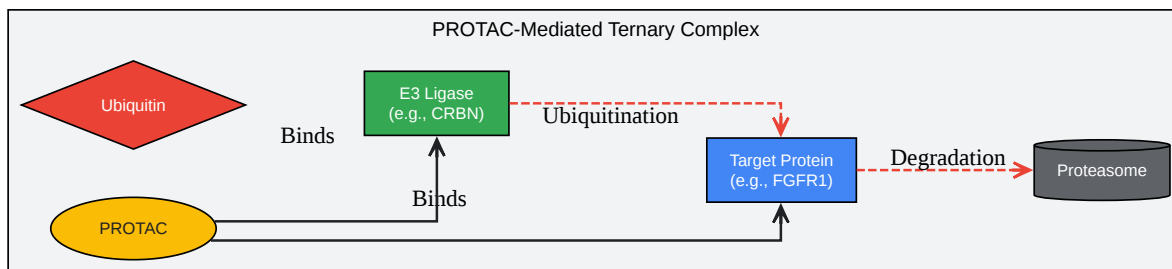 PROTAC-Mediated Ternary Complex
Ubiquitin
E3 Ligase
(e.g., CRBN)
Ubiquitination
Binds
Target Protein
(e.g., FGFR1)
Degradation
Proteasome
Binds
PROTAC